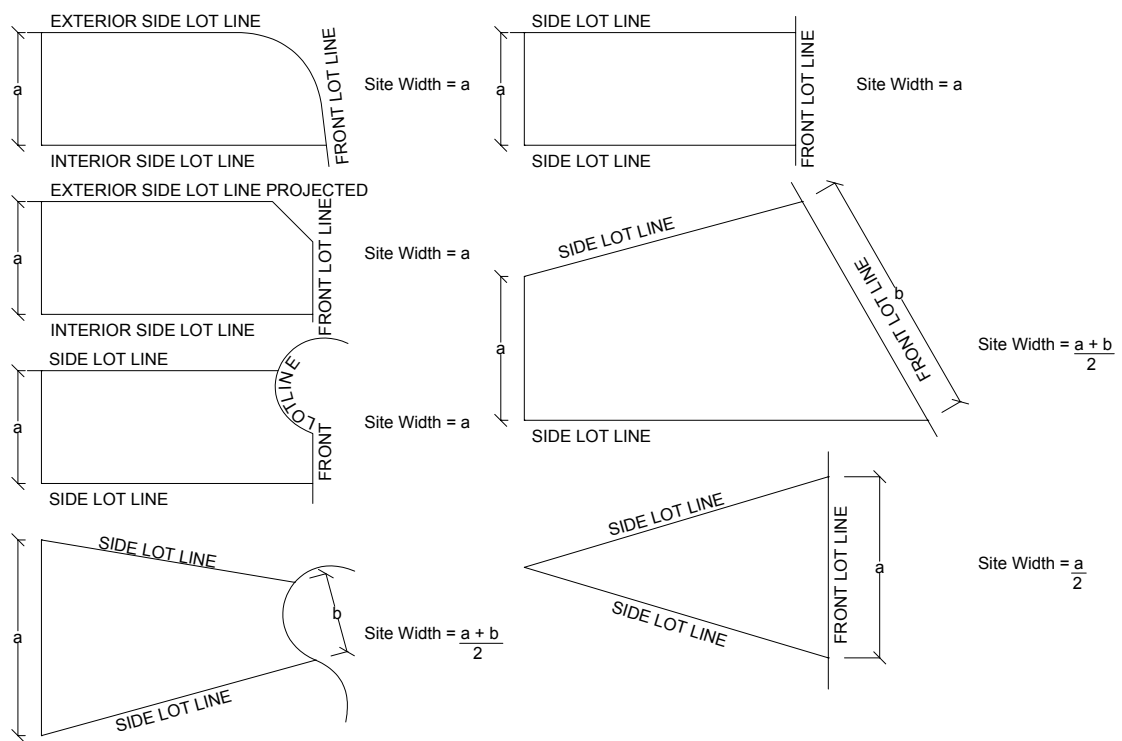 EXTERIOR SIDE LOT LINE
a
FRONT LOT LINE
Site Width = a
INTERIOR SIDE LOT LINE
EXTERIOR SIDE LOT LINE PROJECTED
a
FRONT LOT LINE
Site Width = a
INTERIOR SIDE LOT LINE
SIDE LOT LINE
a
LOTLINE
FRONT
Site Width = a
SIDE LOT LINE
SIDE LOT LINE
a
b
Site Width = a + b
2
SIDE LOT LINE
SIDE LOT LINE
a
FRONT LOT LINE
Site Width = a
SIDE LOT LINE
SIDE LOT LINE
a
FRONT LOT LINE
b
Site Width = a + b
2
SIDE LOT LINE
SIDE LOT LINE
FRONT LOT LINE
a
Site Width = a
2
SIDE LOT LINE